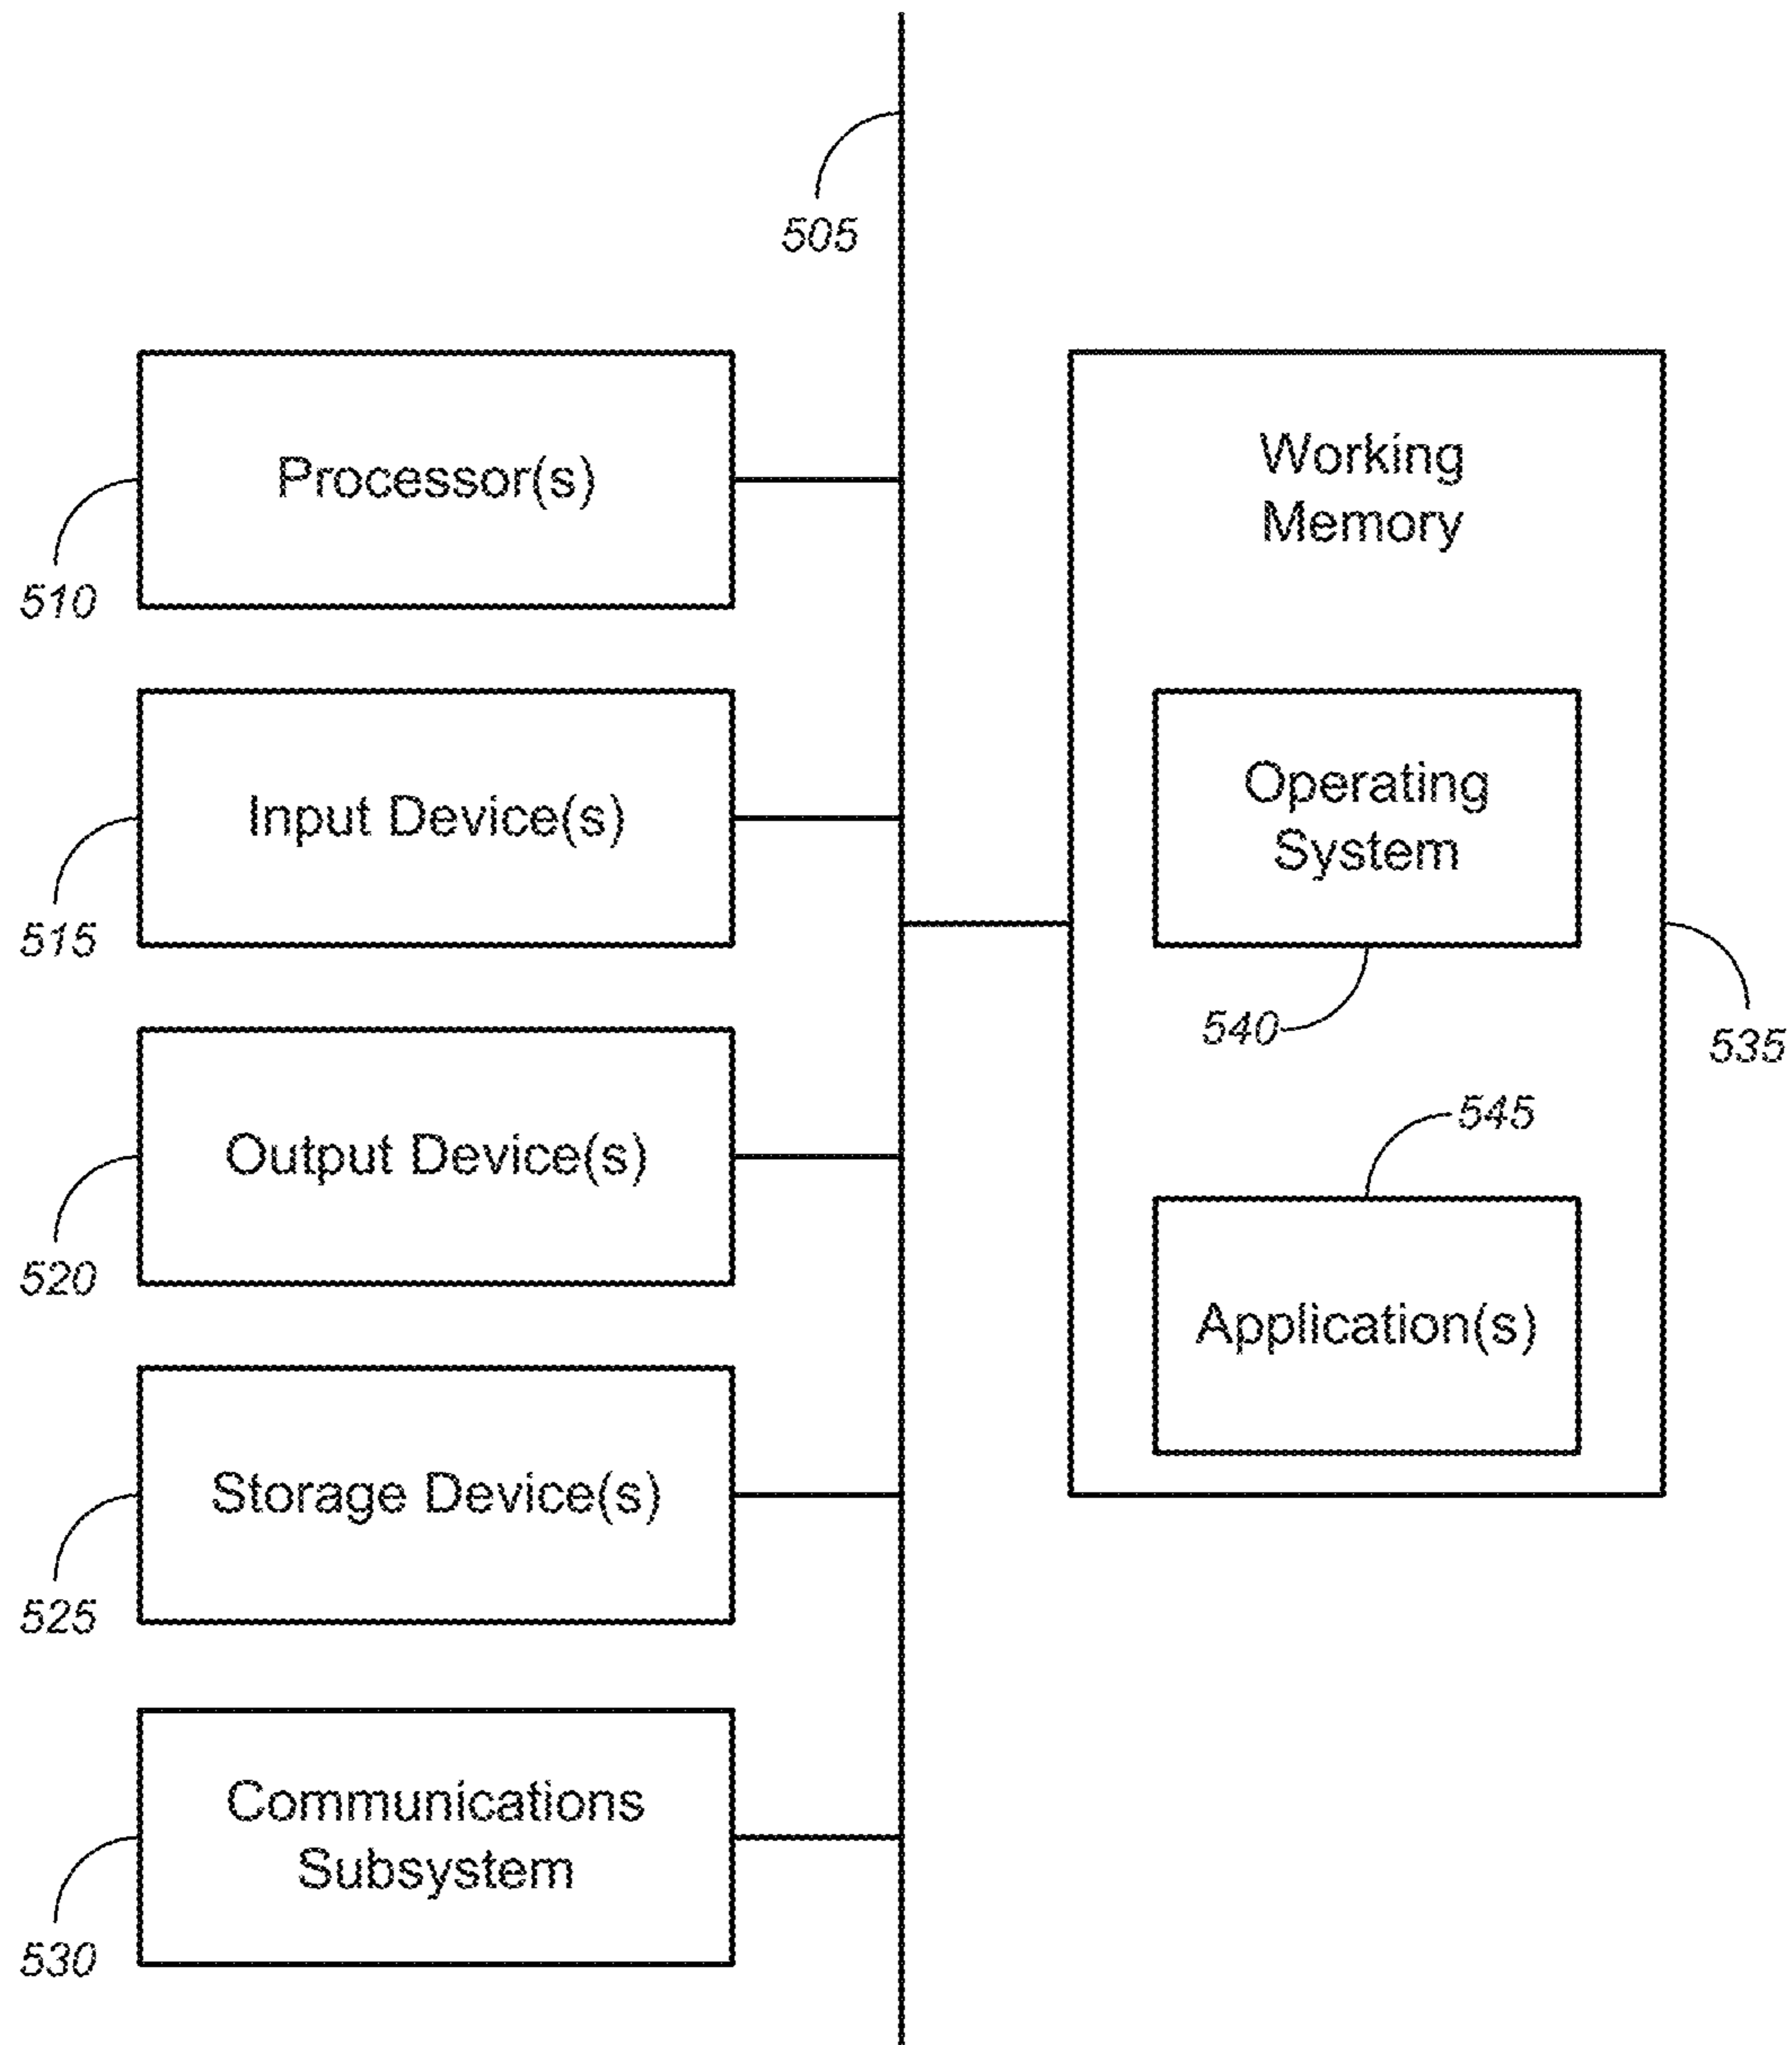 505
Processor(s)
510
Input Device(s)
515
Output Device(s)
520
Storage Device(s)
525
Communications
Subsystem
530
Working
Memory
Operating
System
540
535
545
Application(s)